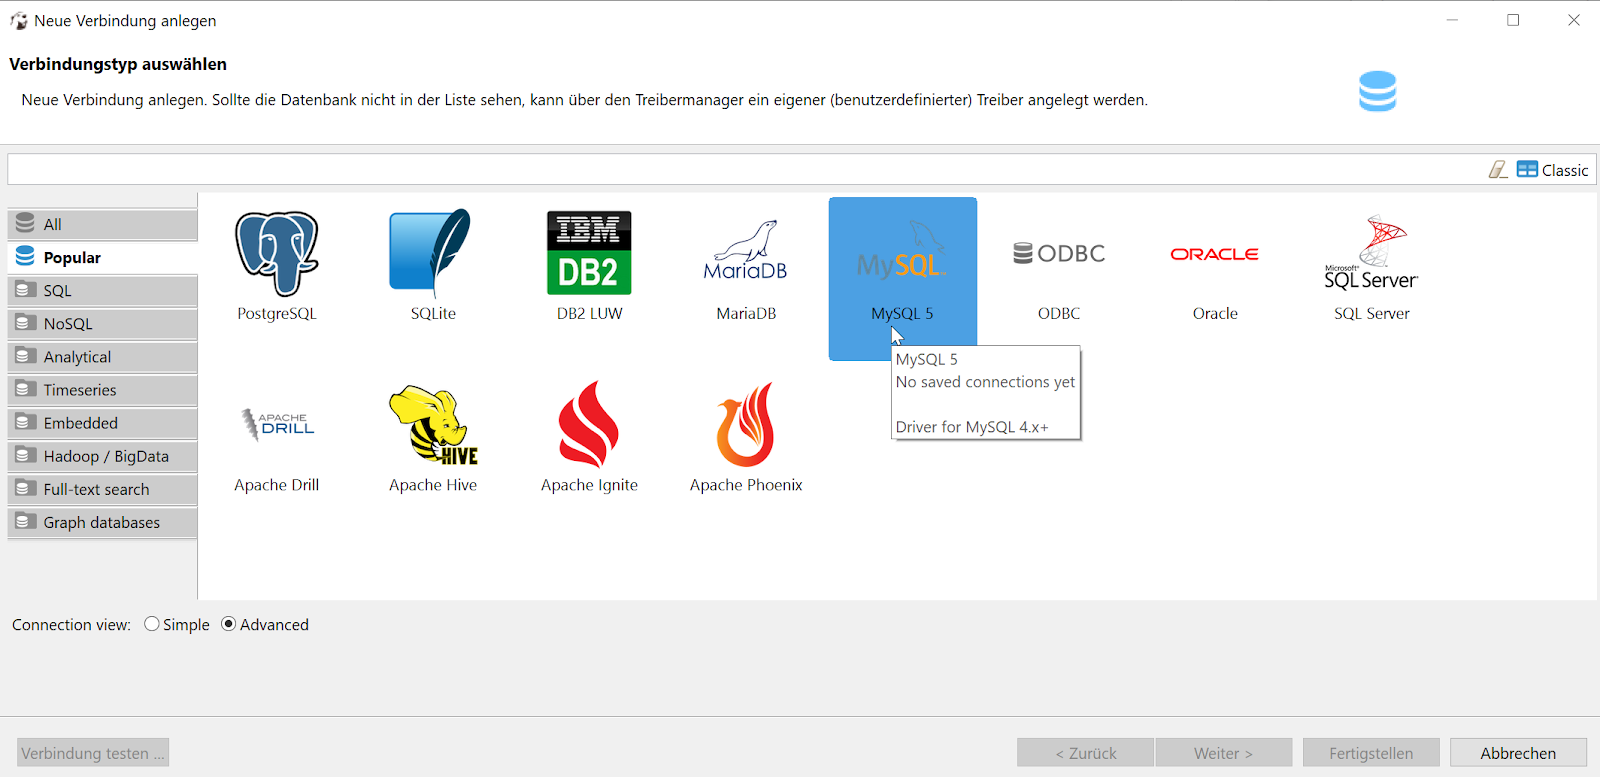 Neue Verbindung anlegen
Verbindungstyp auswählen
Neue Verbindung anlegen. Sollte die Datenbank nicht in der Liste sehen, kann über den Treibermanager ein eigener (benutzerdefinierter) Treiber angelegt werden.
Classic
All
Popular
SQL
NoSQL
Analytical
Timeseries
Embedded
Hadoop / BigData
Full-text search
Graph databases
IBM
DB2
MariaDB
MySQL
ODBC
ORACLE
Microsoft
SQL Server
PostgreSQL
SQLite
DB2 LUW
MariaDB
MySQL 5
ODBC
Oracle
SQL Server
MySQL 5
No saved connections yet
Driver for MySQL 4.x+
APACHE
DRILL
HIVE
Apache Drill
Apache Hive
Apache Ignite
Apache Phoenix
Connection view: Simple Advanced
Verbindung testen ...
< Zurück
Weiter >
Fertigstellen
Abbrechen